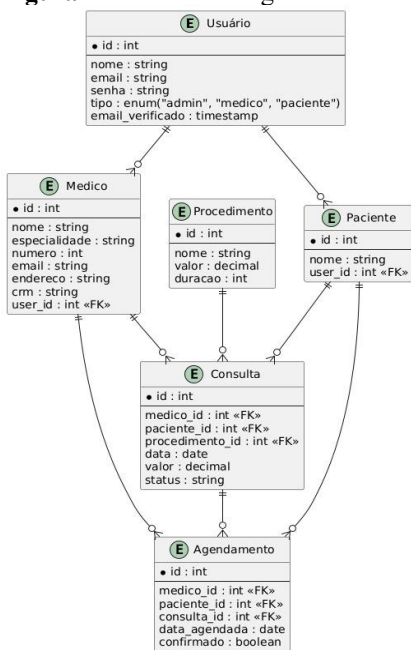 E Usuário
id : int
nome : string
email : string
senha : string
tipo : enum("admin", "medico", "paciente")
email_verificado : timestamp
E Medico
id : int
nome : string
especialidade : string
numero : int
email : string
endereco : string
crm : string
user_id : int «FK»
E Procedimento
id : int
nome : string
valor : decimal
duracao : int
E Paciente
id : int
nome : string
user_id : int «FK»
E Consulta
id : int
medico_id : int «FK»
paciente_id : int «FK»
procedimento_id : int «FK»
data : date
valor : decimal
status : string
E Agendamento
id : int
medico_id : int «FK»
paciente_id : int «FK»
consulta_id : int «FK»
data_agendada : date
confirmado : boolean